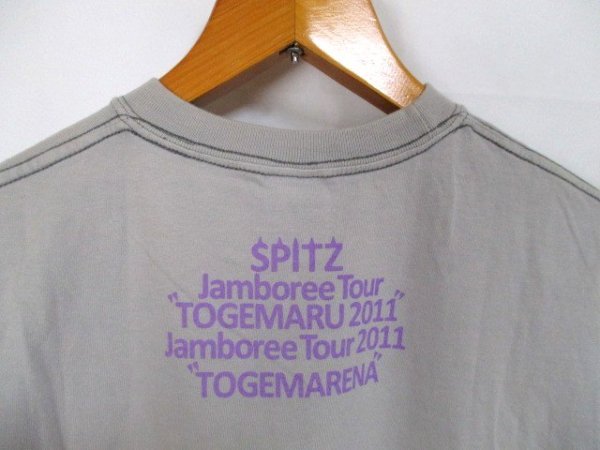 SPITZ
Jamboree Tour
"TOGEMARU 2011"
Jamboree Tour 2011
"TOGEMARENA"